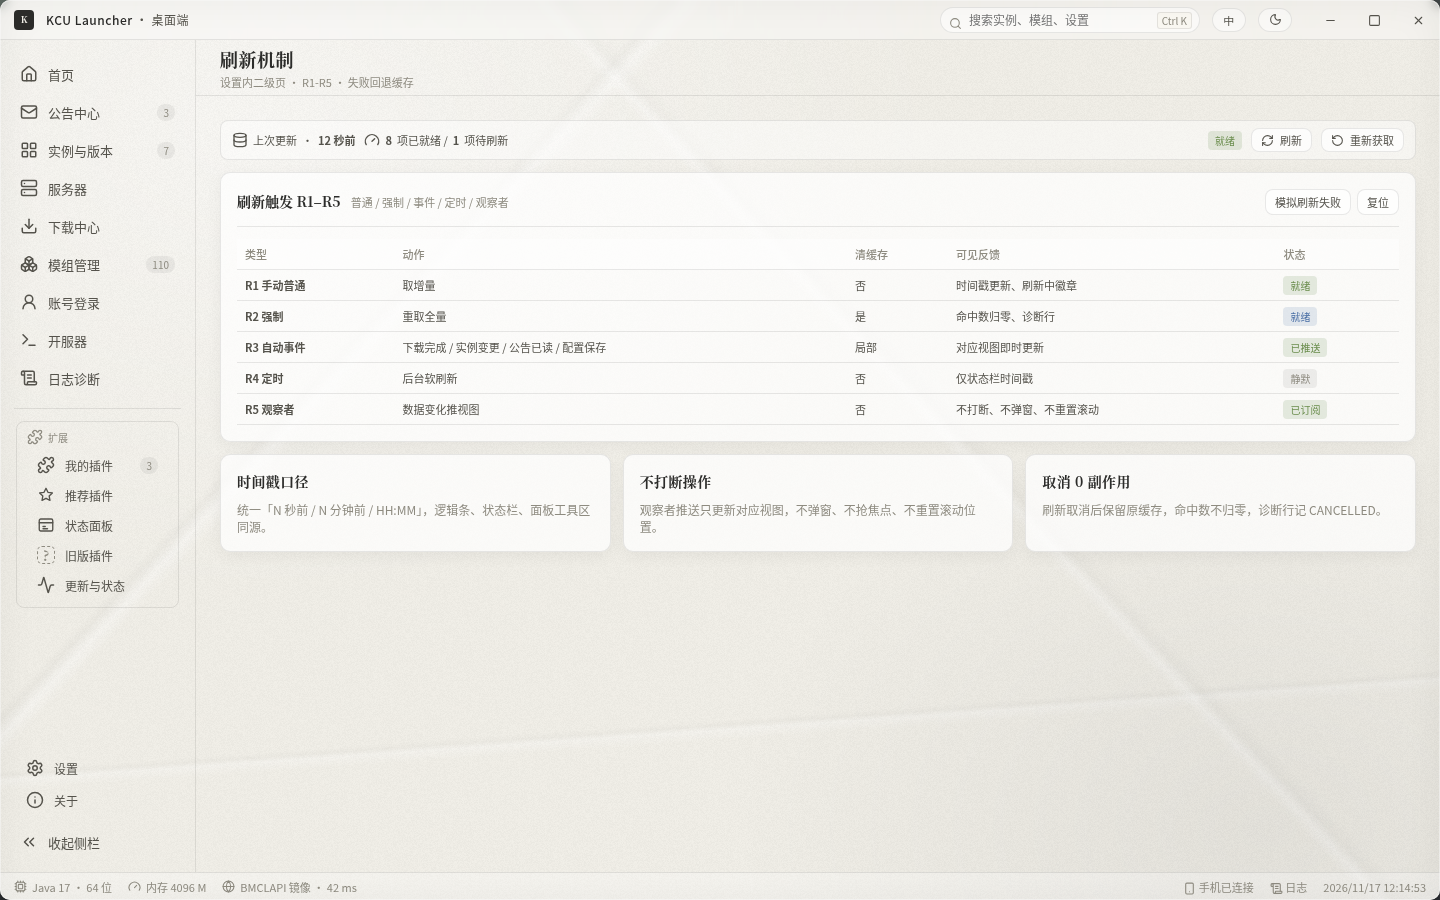 K KCU Launcher • 桌面端
搜索实例、模组、设置 Ctrl K
中
首页
公告中心 3
实例与版本 7
服务器
下载中心
模组管理 110
账号登录
开服器
日志诊断
扩展
我的插件 3
推荐插件
状态面板
? 旧版插件
更新与状态
设置
关于
收起侧栏
刷新机制
设置内二级页 • R1-R5 • 失败回退缓存
上次更新 • 12 秒前 8 项已就绪 / 1 项待刷新
就绪 刷新 重新获取
刷新触发 R1–R5 普通 / 强制 / 事件 / 定时 / 观察者
模拟刷新失败 复位
类型 动作 清缓存 可见反馈 状态
R1 手动普通 取增量 否 时间戳更新、刷新中徽章 就绪
R2 强制 重取全量 是 命中数归零、诊断行 就绪
R3 自动事件 下载完成 / 实例变更 / 公告已读 / 配置保存 局部 对应视图即时更新 已推送
R4 定时 后台软刷新 否 仅状态栏时间戳 静默
R5 观察者 数据变化推视图 否 不打断、不弹窗、不重置滚动 已订阅
时间戳口径
统一「N 秒前 / N 分钟前 / HH:MM」，逻辑条、状态栏、面板工具区
同源。
不打断操作
观察者推送只更新对应视图，不弹窗、不抢焦点、不重置滚动位
置。
取消 0 副作用
刷新取消后保留原缓存，命中数不归零，诊断行记 CANCELLED。
Java 17 • 64 位 内存 4096 M BMCLAPI 镜像 • 42 ms
手机已连接 日志 2026/11/17 12:14:53